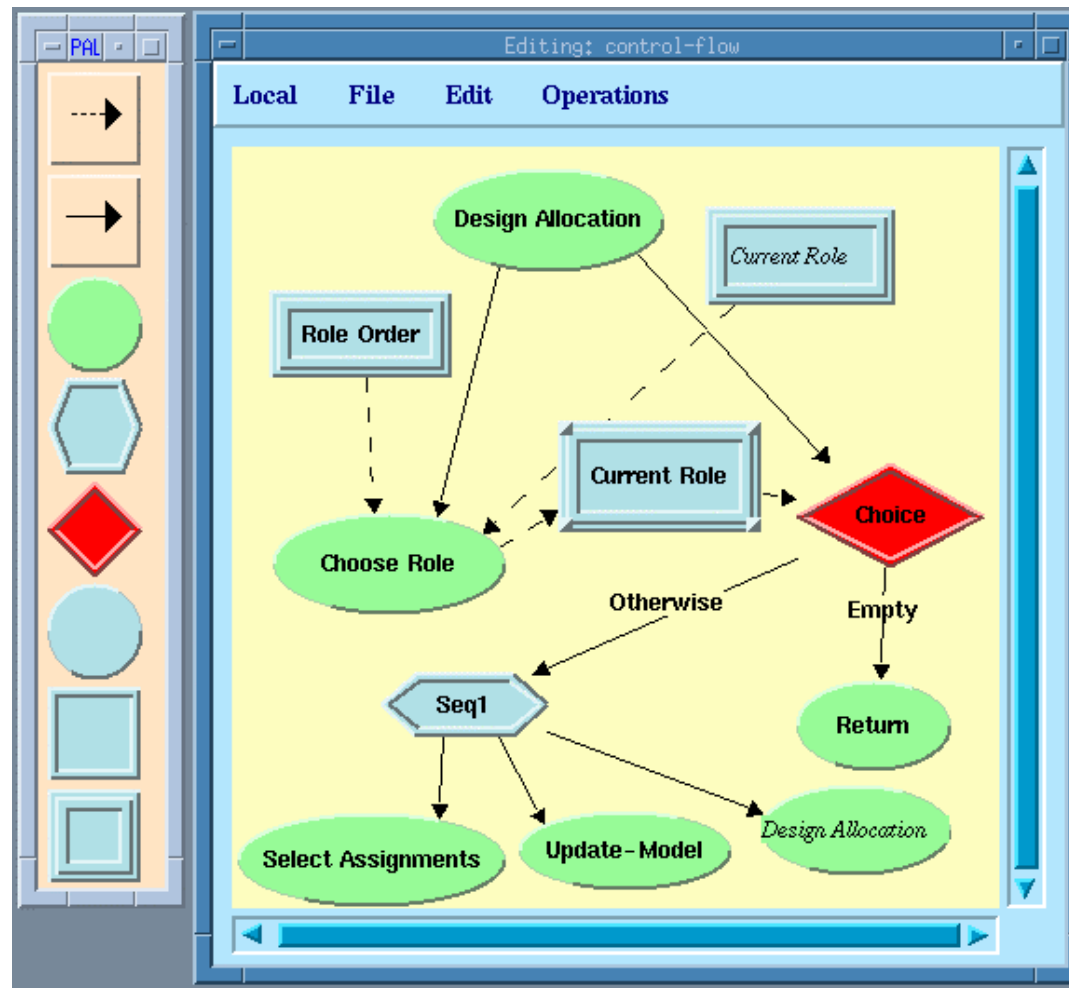 PAL
Editing: control-flow
Local File Edit Operations
Design Allocation
Current Role
Role Order
Current Role
Choice
Choose Role
Otherwise
Empty
Seq1
Return
Design Allocation
Select Assignments
Update-Model